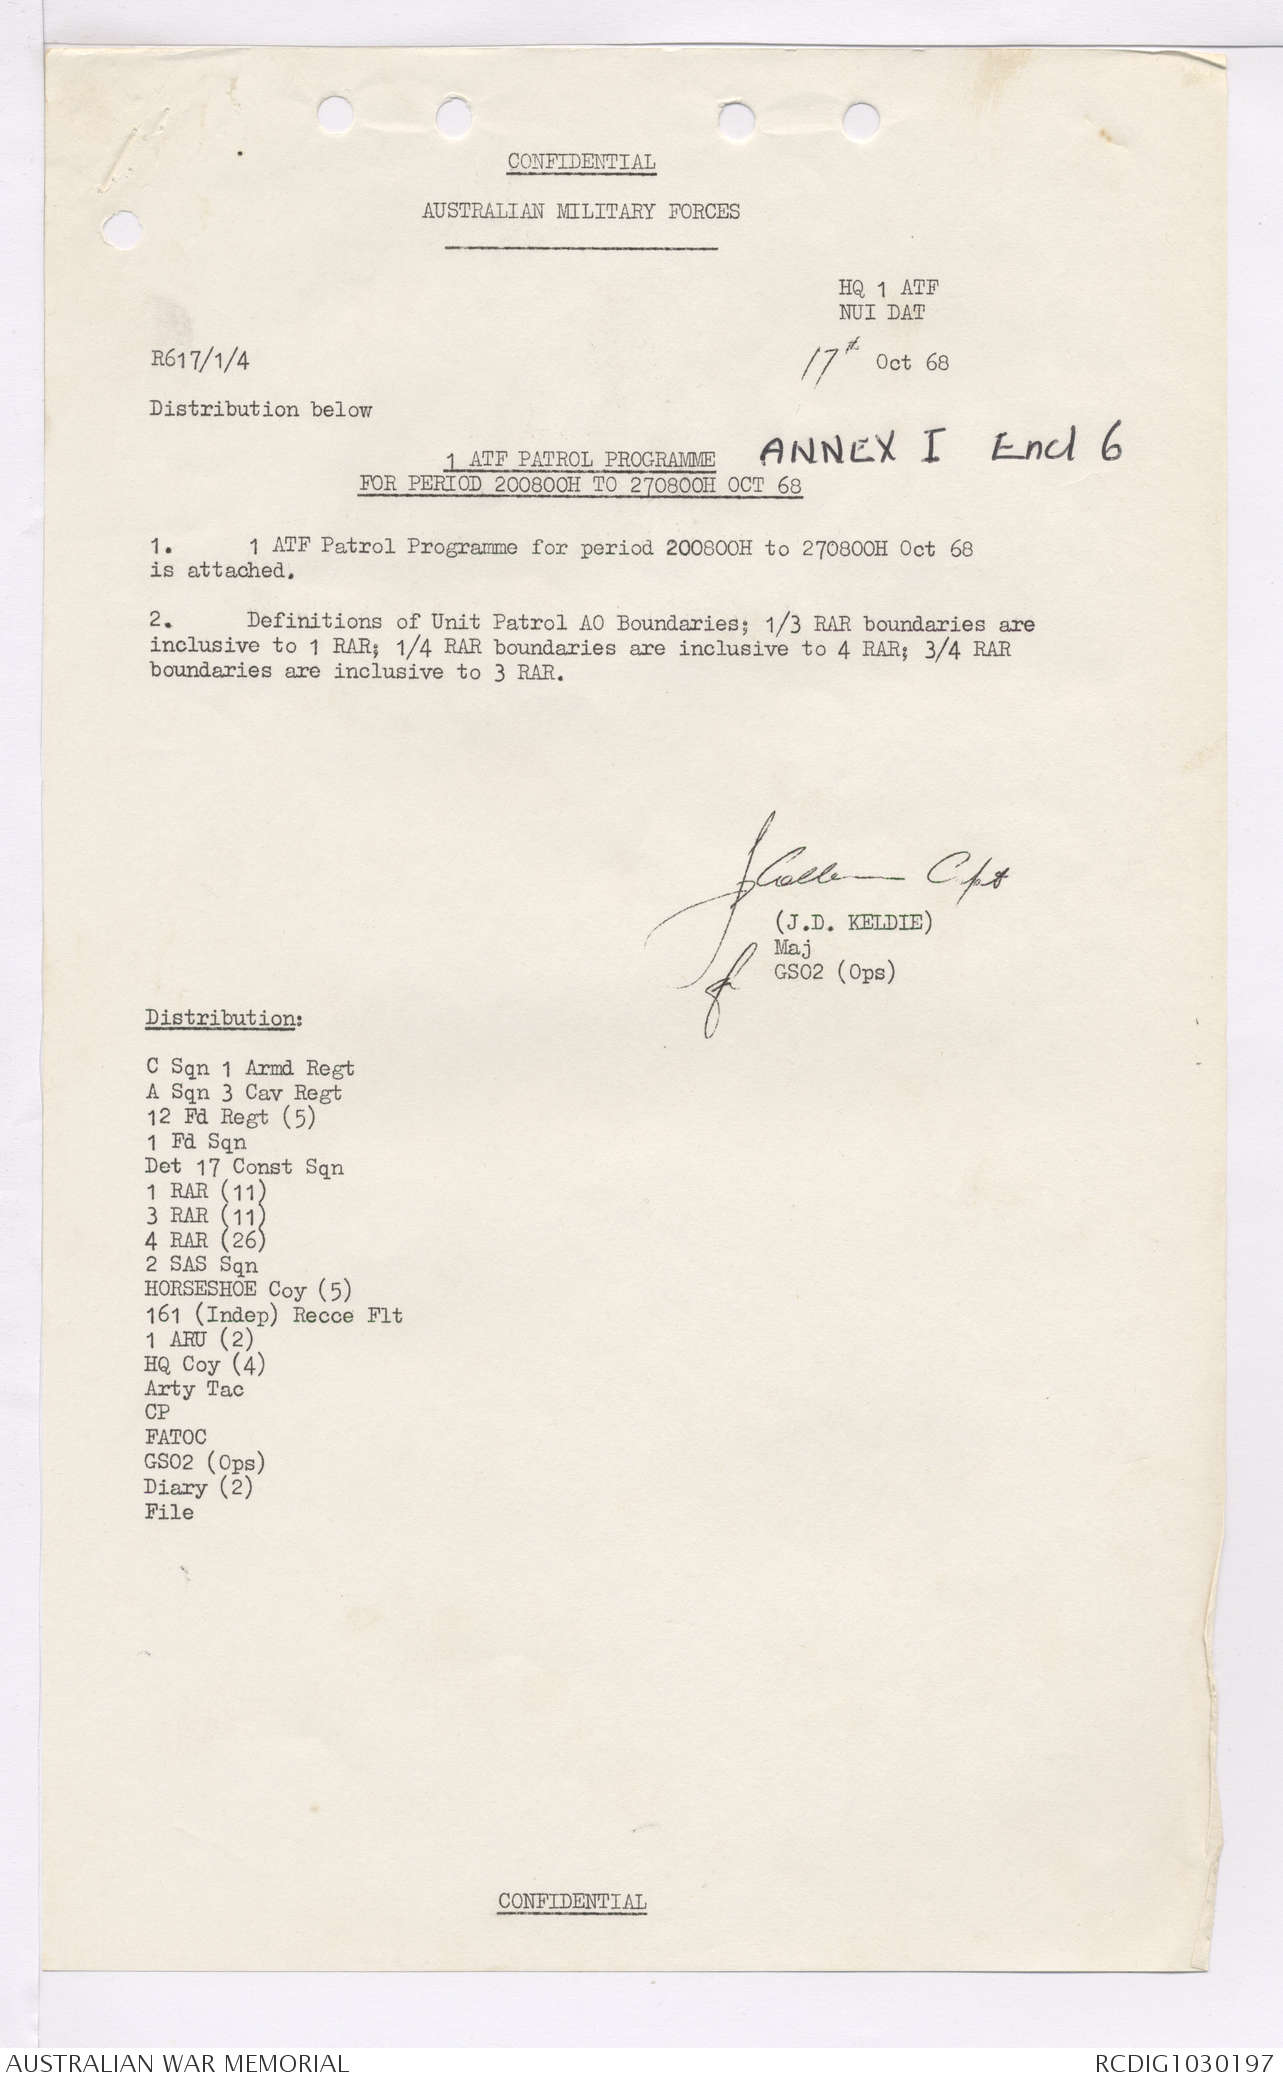 CONFIDENTIAL
AUSTRALIAN MILITARY FORCES
HQ 1 ATF
NUI DAT
R617/1/4
17th Oct 68
Distribution below
1 ATF PATROL PROGRAMME ANNEX I Encl 6
FOR PERIOD 200800H TO 270800H OCT 68
1. 1 ATF Patrol Programme for period 200800H to 270800H Oct 68
is attached.
2. Definitions of Unit Patrol AO Boundaries; 1/3 RAR boundaries are
inclusive to 1 RAR; 1/4 RAR boundaries are inclusive to 4 RAR; 3/4 RAR
boundaries are inclusive to 3 RAR.
Capt
(J.D. KELDIE)
Maj
GSO2 (Ops)
Distribution:
C Sqn 1 Armd Regt
A Sqn 3 Cav Regt
12 Fd Regt (5)
1 Fd Sqn
Det 17 Const Sqn
1 RAR (11)
3 RAR (11)
4 RAR (26)
2 SAS Sqn
HORSESHOE Coy (5)
161 (Indep) Recce Flt
1 ARU (2)
HQ Coy (4)
Arty Tac
CP
FATOC
GSO2 (Ops)
Diary (2)
File
CONFIDENTIAL
AUSTRALIAN WAR MEMORIAL
RCDIG1030197